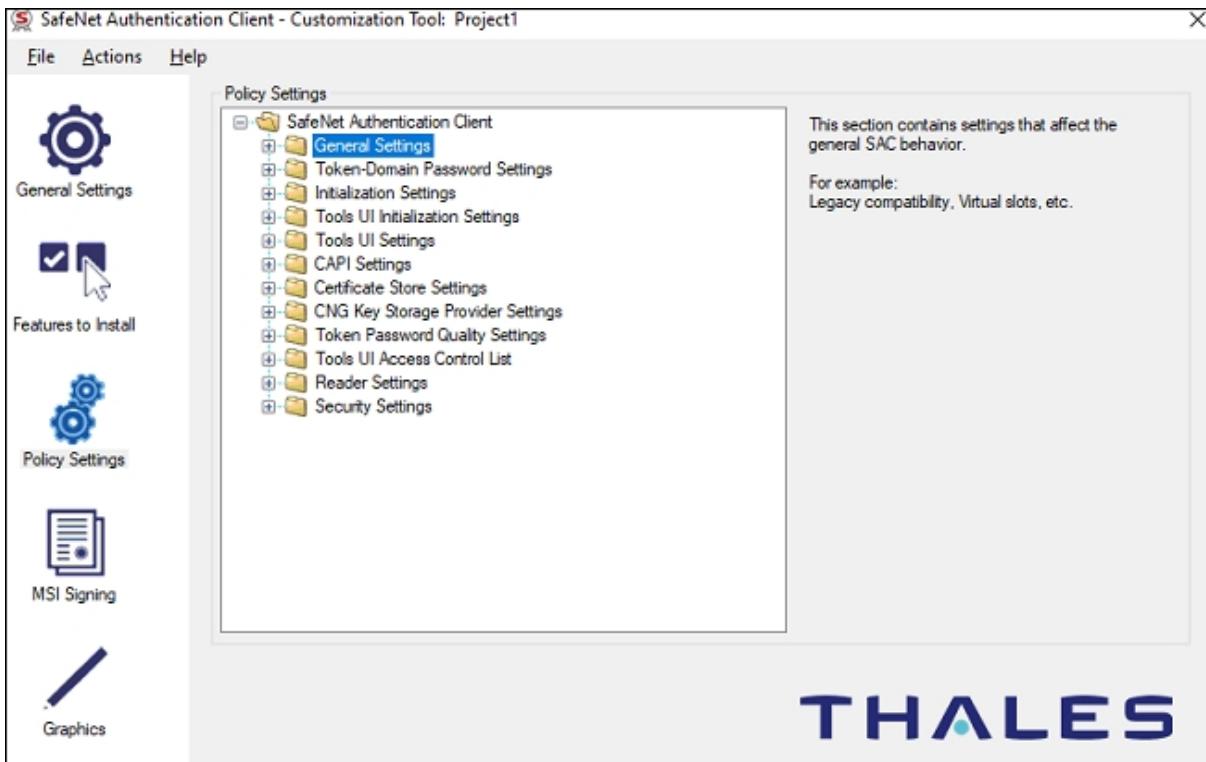 SafeNet Authentication Client - Customization Tool: Project1
File Actions Help
General Settings
Features to Install
Policy Settings
MSI Signing
Graphics
Policy Settings
SafeNet Authentication Client
General Settings
Token-Domain Password Settings
Initialization Settings
Tools UI Initialization Settings
Tools UI Settings
CAPI Settings
Certificate Store Settings
CNG Key Storage Provider Settings
Token Password Quality Settings
Tools UI Access Control List
Reader Settings
Security Settings
This section contains settings that affect the
general SAC behavior.
For example:
Legacy compatibility, Virtual slots, etc.
THALES